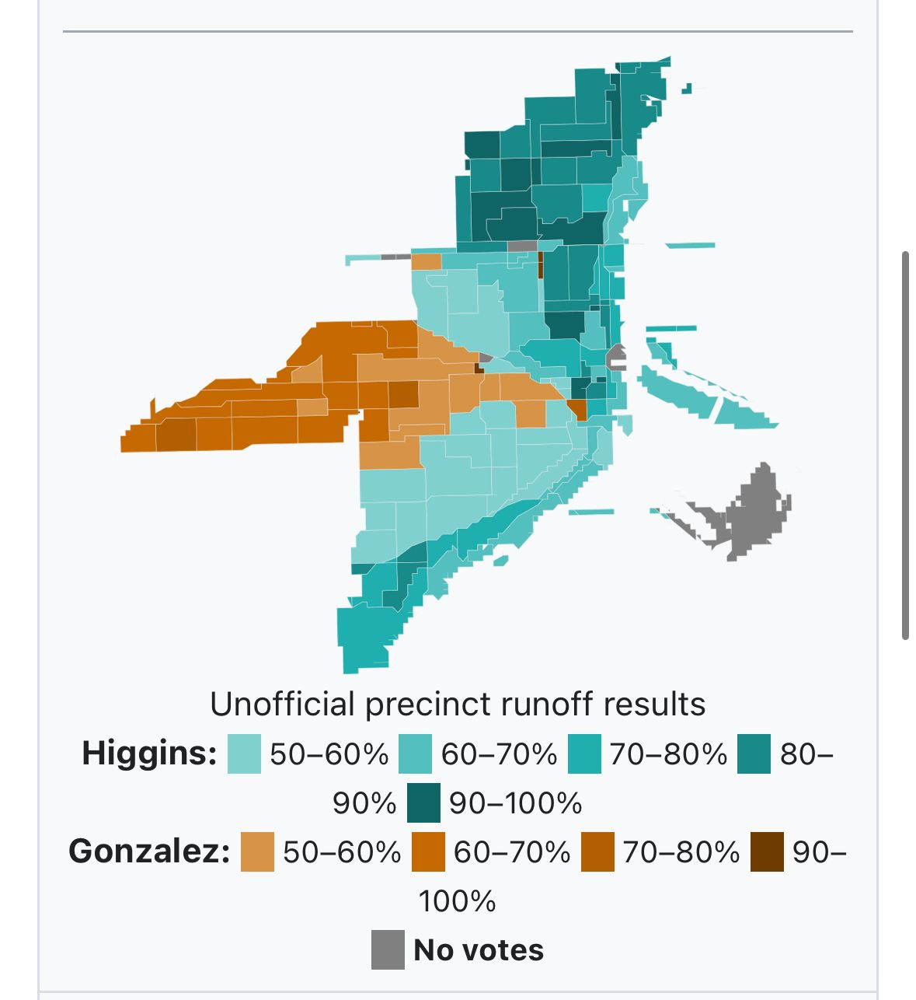 Unofficial precinct runoff results
Higgins: 50–60% 60–70% 70–80% 80–
90% 90–100%
Gonzalez: 50–60% 60–70% 70–80% 90–
100%
No votes